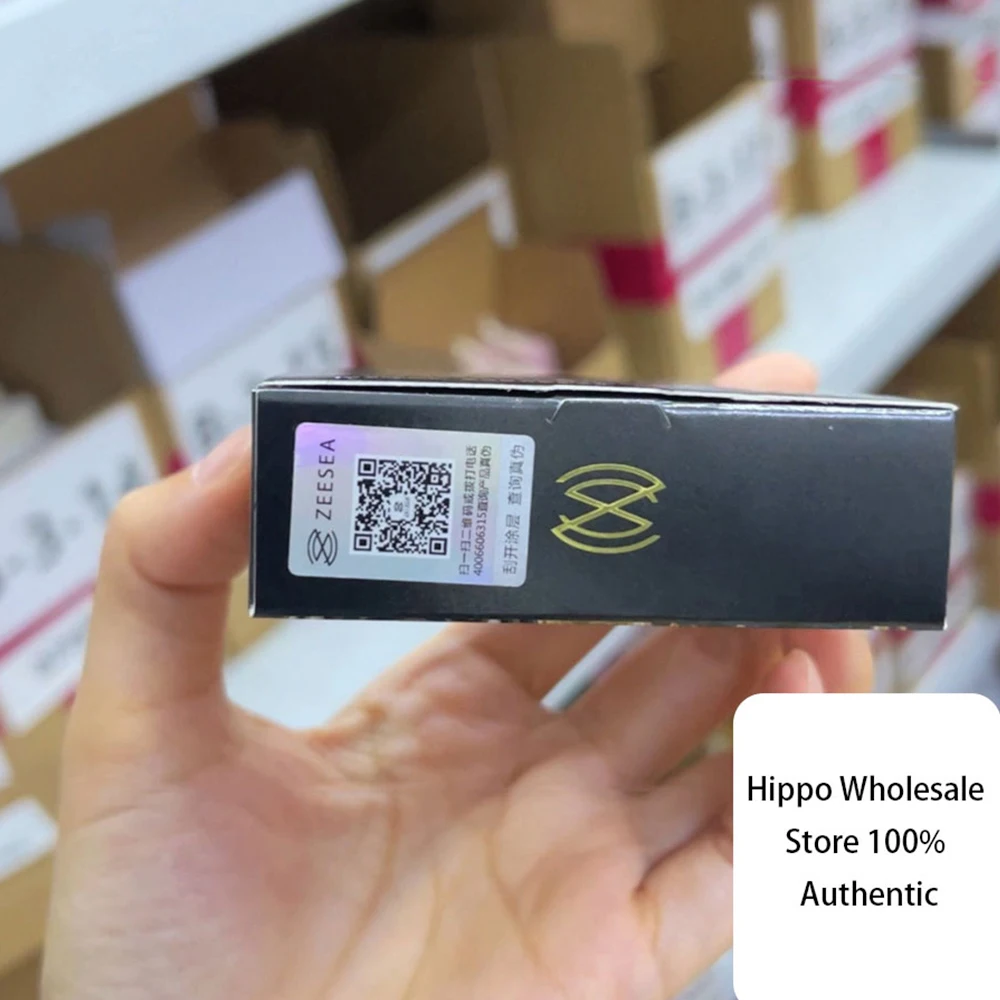 ZEESEA
扫一扫二维码或拨打电话
4006606315查询产品真伪
刮开涂层 查询真伪
Hippo Wholesale
Store 100%
Authentic